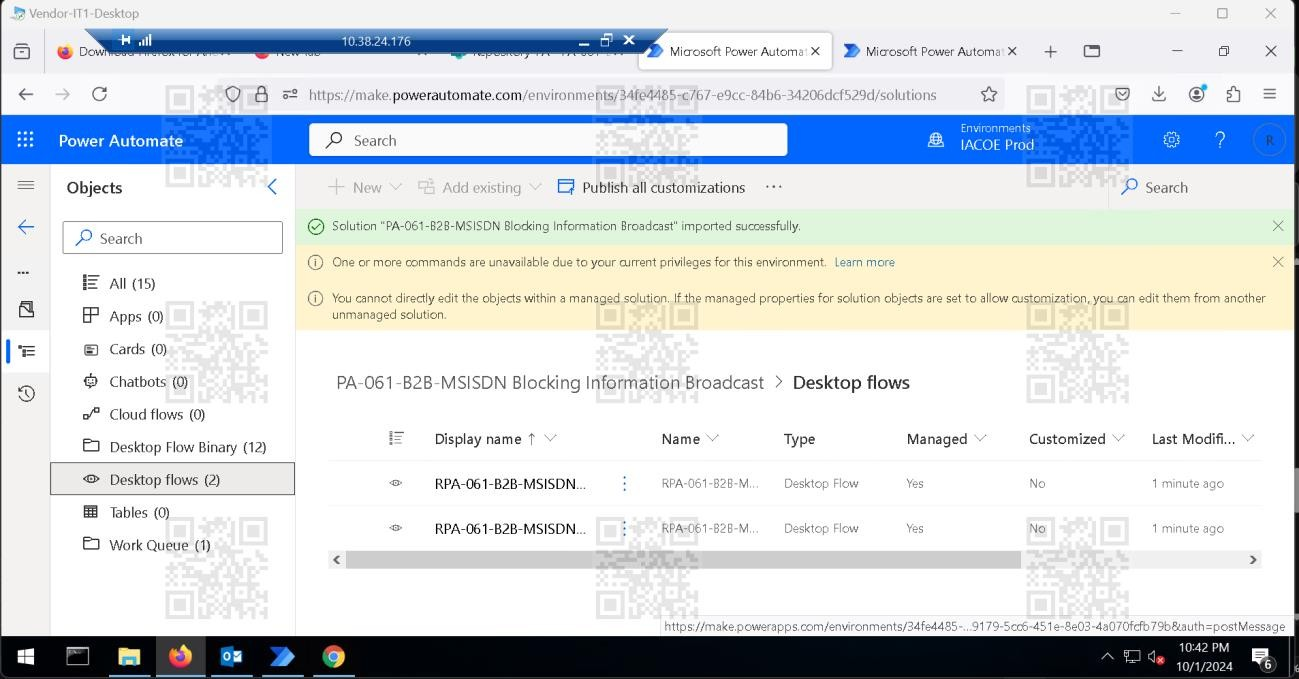 Vendor-IT1-Desktop
10.38.24.176
Microsoft Power Automat
Microsoft Power Automat
https://make.powerautomate.com/environments/34fe4485-c767-e9cc-84b6-34206dcf529d/solutions
Power Automate
Search
Environments
IACOE Prod
R
Objects
New
Add existing
Publish all customizations
Search
Solution "PA-061-B2B-MSISDN Blocking Information Broadcast" imported successfully.
Search
One or more commands are unavailable due to your current privileges for this environment. Learn more
All (15)
You cannot directly edit the objects within a managed solution. If the managed properties for solution objects are set to allow customization, you can edit them from another
unmanaged solution.
Apps (0)
Cards (0)
Chatbots (0)
Cloud flows (0)
Desktop Flow Binary (12)
Desktop flows (2)
Tables (0)
Work Queue (1)
PA-061-B2B-MSISDN Blocking Information Broadcast > Desktop flows
Display name Name Type Managed Customized Last Modifi...
RPA-061-B2B-MSISDN... RPA-061-B2B-M... Desktop Flow Yes No 1 minute ago
RPA-061-B2B-MSISDN... RPA-061-B2B-M... Desktop Flow Yes No 1 minute ago
https://make.powerapps.com/environments/34fe4485-...9179-5cc6-451e-8e03-4a070fcfb79b&auth=postMessage
10:42 PM
10/1/2024
6